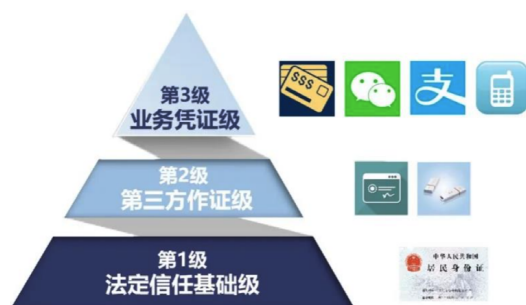 第3级
业务凭证级
SSS
支
第2级
第三方作证级
第1级
法定信任基础级
中华人民共和国
居民身份证